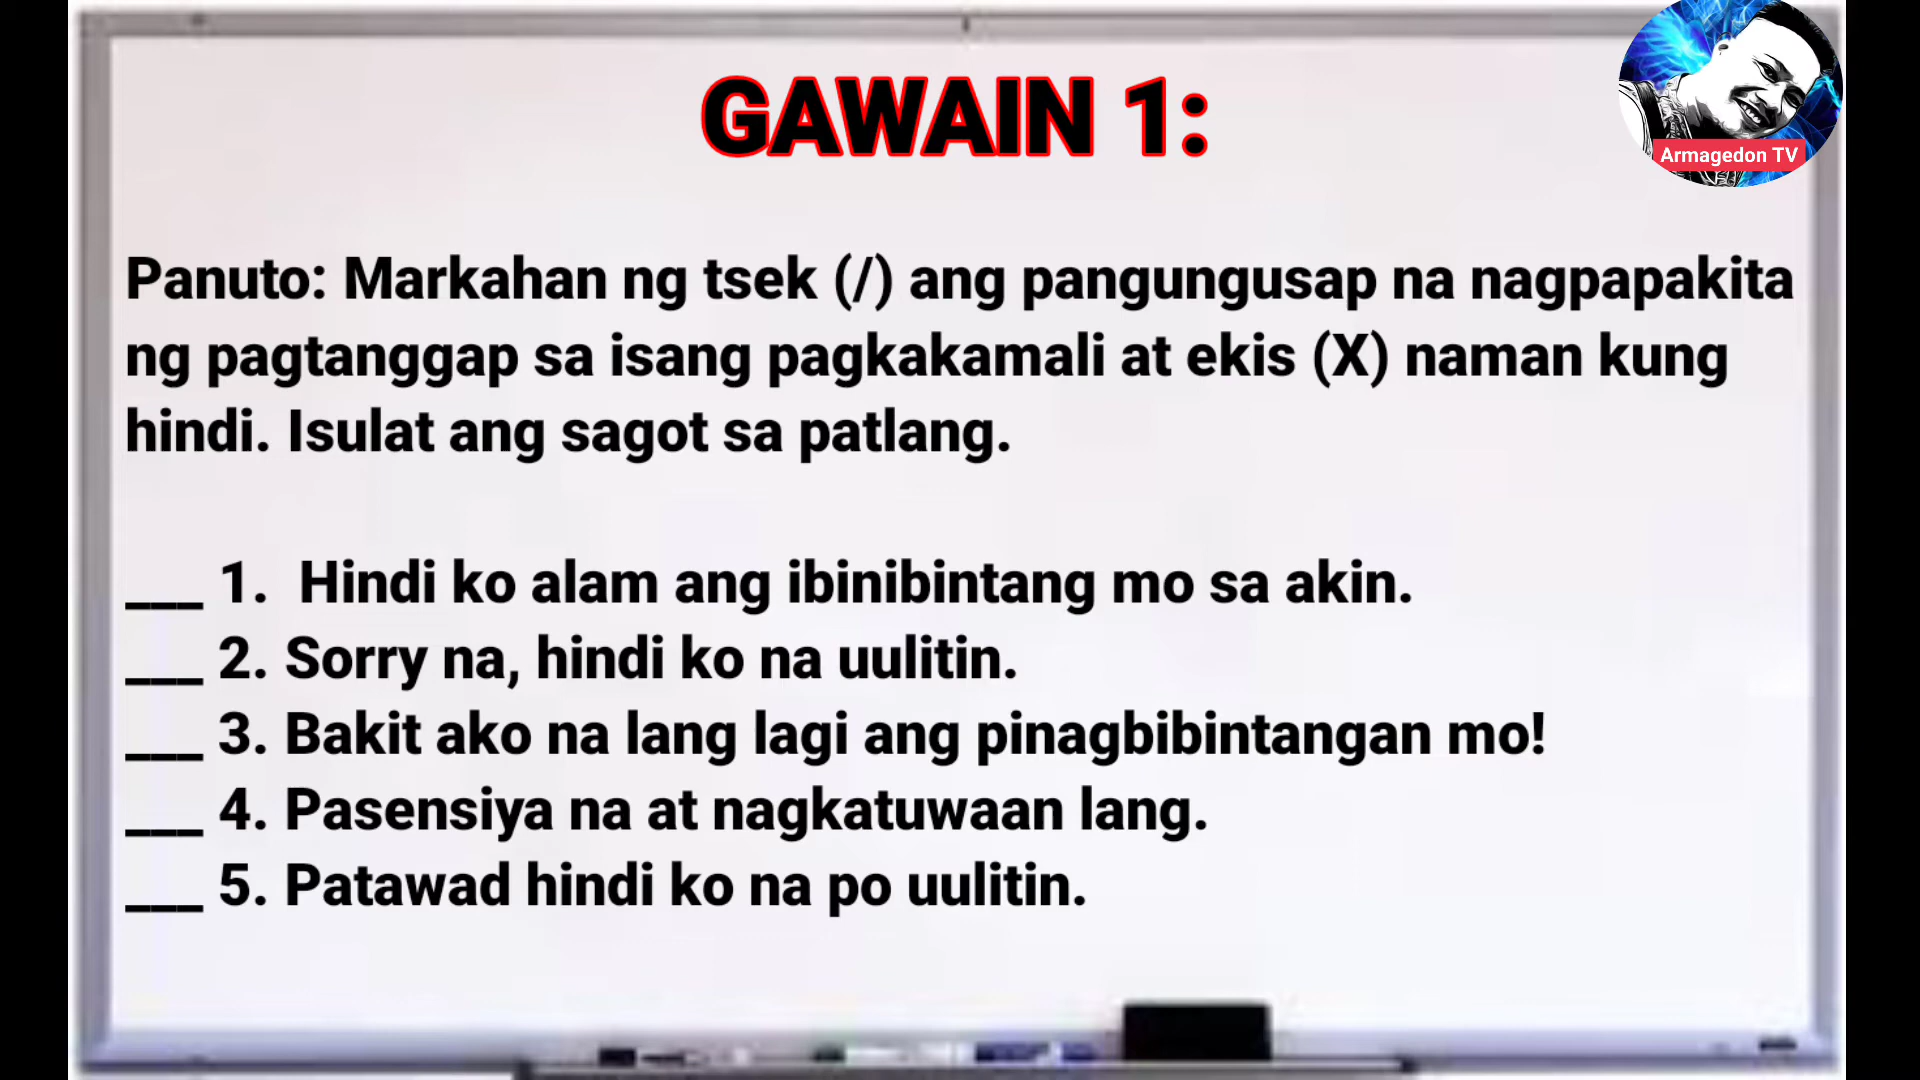 GAWAIN 1:
Armagedon TV
Panuto: Markahan ng tsek (/) ang pangungusap na nagpapakita
ng pagtanggap sa isang pagkakamali at ekis (X) naman kung
hindi. Isulat ang sagot sa patlang.
___ 1. Hindi ko alam ang ibinibintang mo sa akin.
___ 2. Sorry na, hindi ko na uulitin.
___ 3. Bakit ako na lang lagi ang pinagbibintangan mo!
___ 4. Pasensiya na at nagkatuwaan lang.
___ 5. Patawad hindi ko na po uulitin.